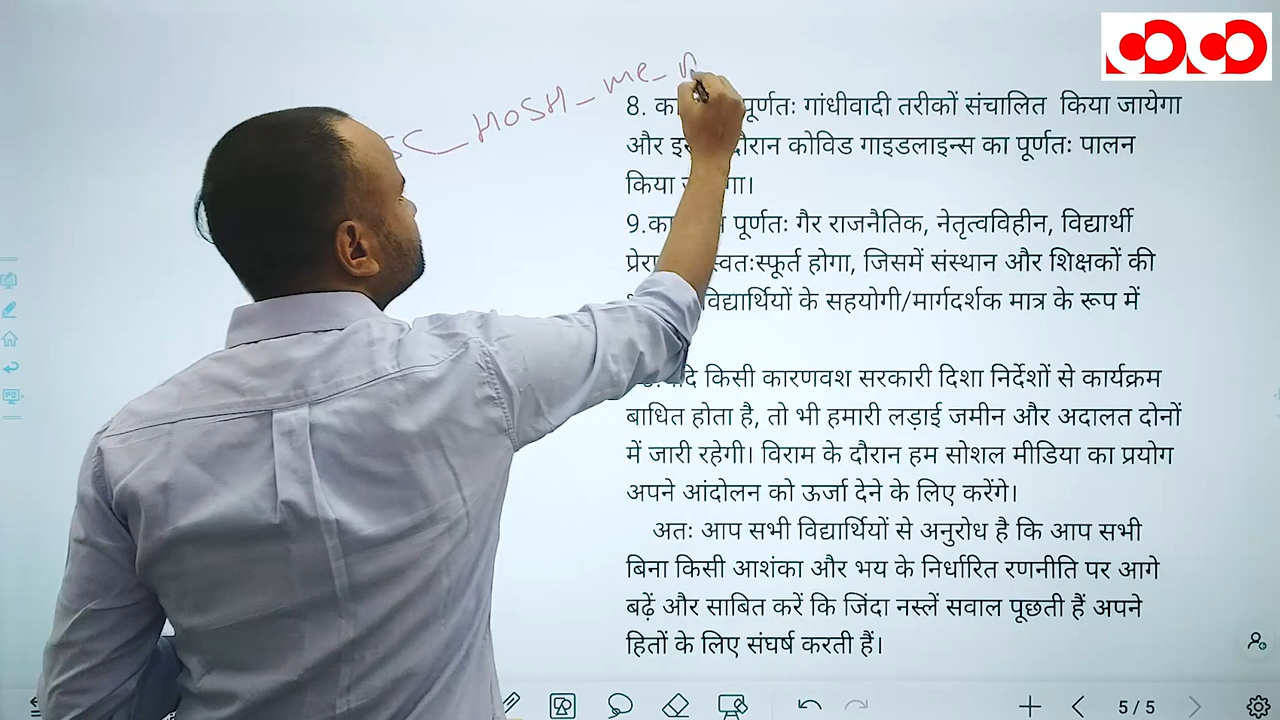 SC_HOSH_me_
8. पूर्णतः गांधीवादी तरीकों संचालित किया जायेगा
और दौरान कोविड गाइडलाइन्स का पूर्णतः पालन
किया
9. पूर्णतः गैर राजनैतिक, नेतृत्वविहीन, विद्यार्थी
स्वतःस्फूर्त होगा, जिसमें संस्थान और शिक्षकों की
विद्यार्थियों के सहयोगी/मार्गदर्शक मात्र के रूप में
किसी कारणवश सरकारी दिशा निर्देशों से कार्यक्रम
बाधित होता है, तो भी हमारी लड़ाई जमीन और अदालत दोनों
में जारी रहेगी। विराम के दौरान हम सोशल मीडिया का प्रयोग
अपने आंदोलन को ऊर्जा देने के लिए करेंगे।
अतः आप सभी विद्यार्थियों से अनुरोध है कि आप सभी
बिना किसी आशंका और भय के निर्धारित रणनीति पर आगे
बढ़ें और साबित करें कि जिंदा नस्लें सवाल पूछती हैं अपने
हितों के लिए संघर्ष करती हैं।
5/5